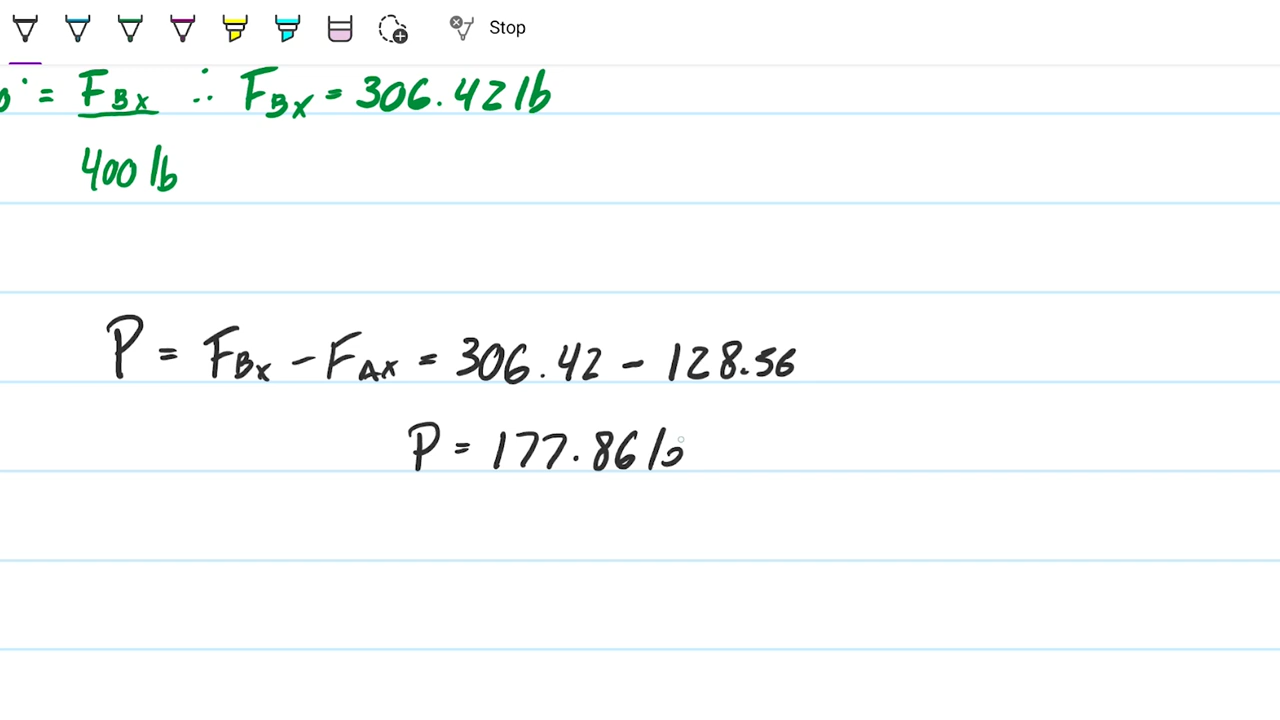 Stop
= FBx ∴ FBx = 306.42 lb
400 lb
P = FBx - FAx = 306.42 - 128.56
P = 177.86 lb